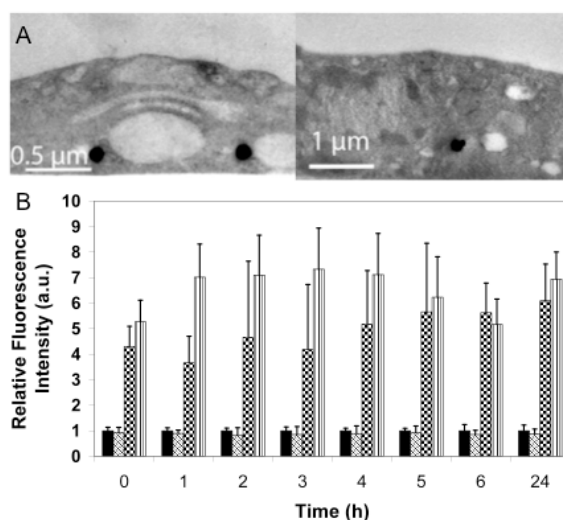 A
0.5 µm
1 µm
B
Relative Fluorescence
Intensity (a.u.)
10
9
8
7
6
5
4
3
2
1
0
0 1 2 3 4 5 6 24
Time (h)